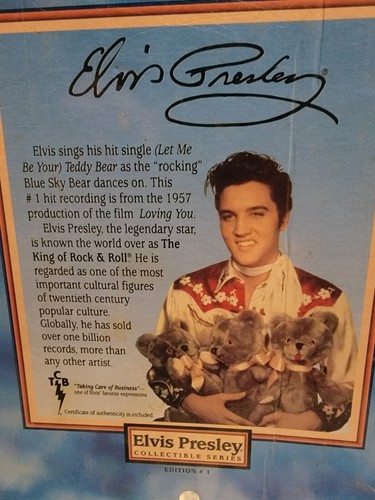 Elvis Presley®
Elvis sings his hit single (Let Me
Be Your) Teddy Bear as the "rocking"
Blue Sky Bear dances on. This
# 1 hit recording is from the 1957
production of the film Loving You.
Elvis Presley, the legendary star,
is known the world over as The
King of Rock & Roll® He is
regarded as one of the most
important cultural figures
of twentieth century
popular culture.
Globally, he has sold
over one billion
records, more than
any other artist.
TCB
"Taking Care of Business"—
one of Elvis' favorite expressions
Certificate of authenticity is included.
Elvis Presley
COLLECTIBLE SERIES
EDITION # 1